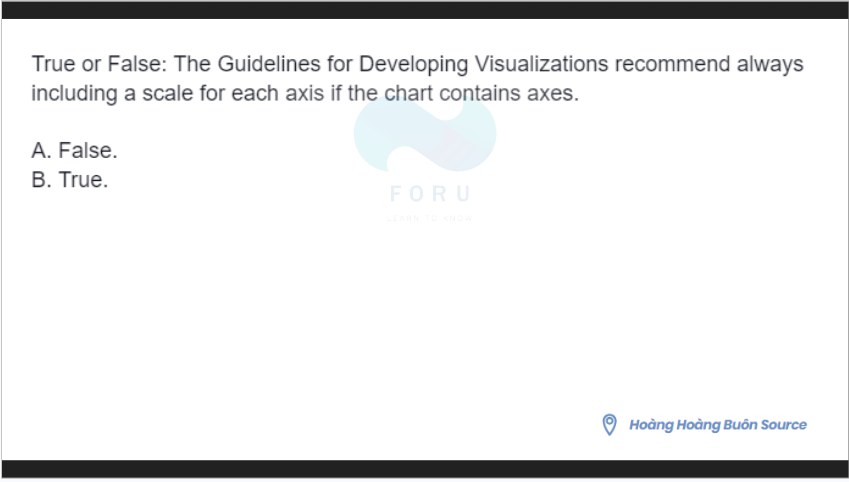 True or False: The Guidelines for Developing Visualizations recommend always
including a scale for each axis if the chart contains axes.
A. False.
B. True.
FORU
Hoàng Hoàng Buôn Source